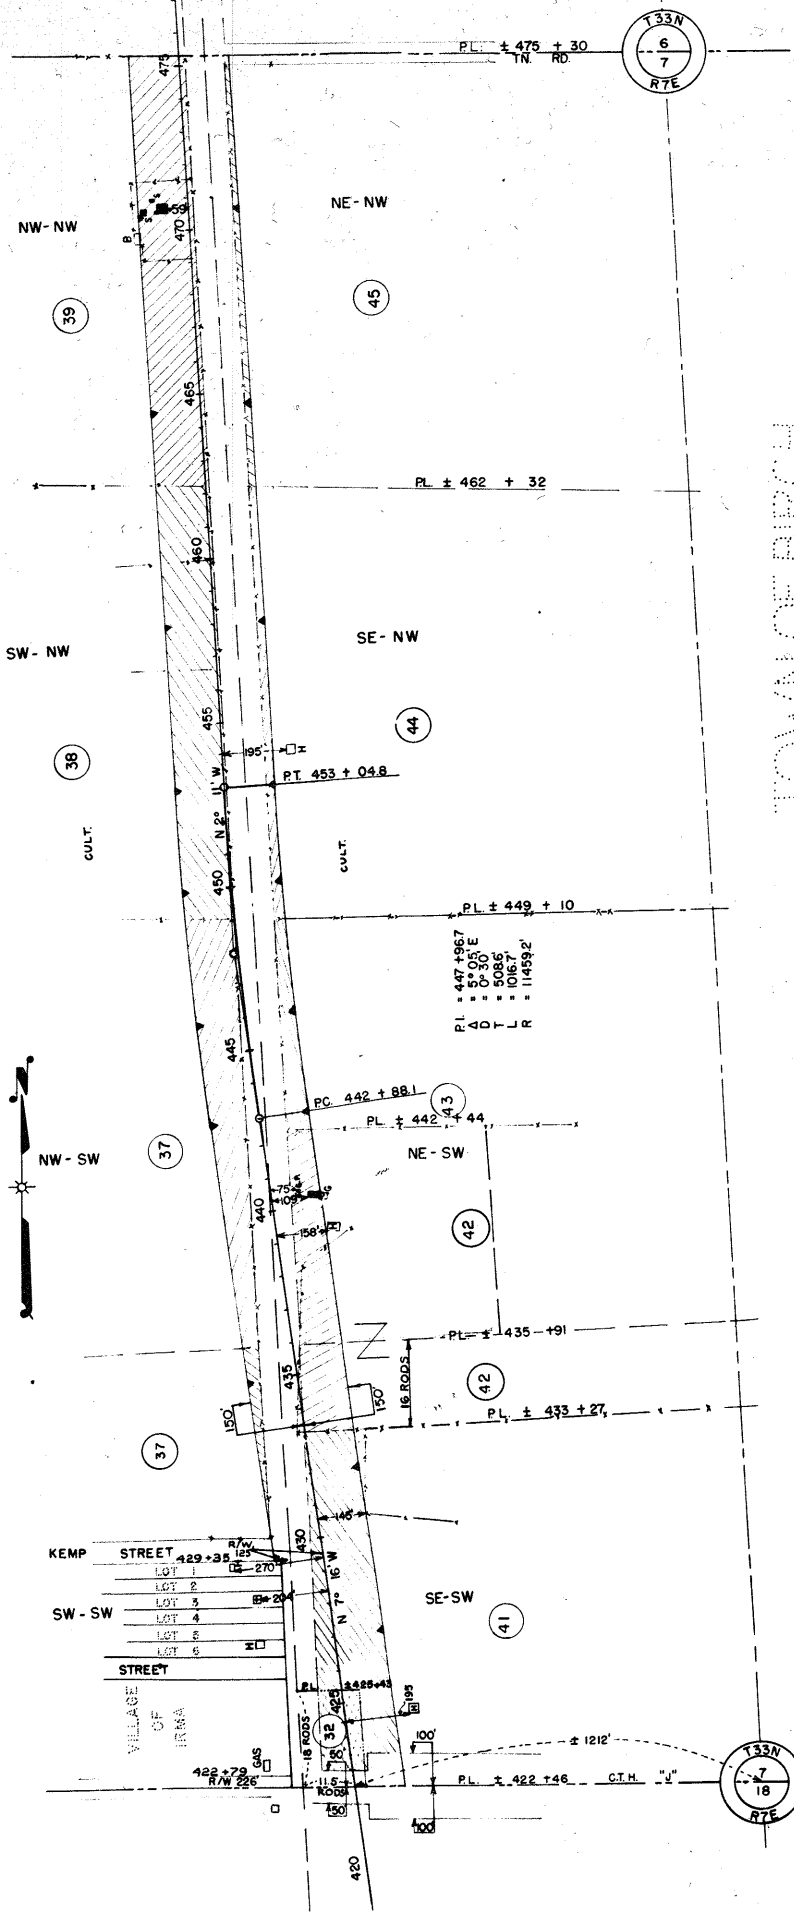 T33N
6
7
R7E
P.L. ± 475 + 30
TN. RD.
475
NW-NW
NE-NW
59
S
S
B
470
39
45
465
P.L. ± 462 + 32
460
SW-NW
SE-NW
455
44
38
195'
H
P.T. 453 + 04.8
N 2° 11' W
CULT.
CULT.
450
P.L. ± 449 + 10
P.I. = 447 +96.7
Δ = 5° 05' E
D = 0° 30'
T = 508.6'
L = 1016.7'
R = 11459.2'
445
N
P.C. 442 + 88.1
43
P.L. ± 442 + 44
NW-SW
37
NE-SW
75'
109'
G
440
158'
H
42
P.L. ± 435 +91
435
16 RODS
42
150'
150'
P.L. ± 433 + 27
37
145'
430
KEMP STREET
R/W
125'
429+35
H
270'
LOT 1
LOT 2
204'
LOT 3
SW-SW
LOT 4
LOT 5
LOT 6
H
N 7° 16' W
SE-SW
41
STREET
P.L. ±425+43
425
195
H
VILLAGE
OF
IRMA
18 RODS
32
GAS
422+79
R/W 226'
50'
11.5
RODS
50'
100'
100'
± 1212'
P.L. ± 422 +46 C.T.H. "J"
T33N
7
18
R7E
420
TOWN OF BIRCH